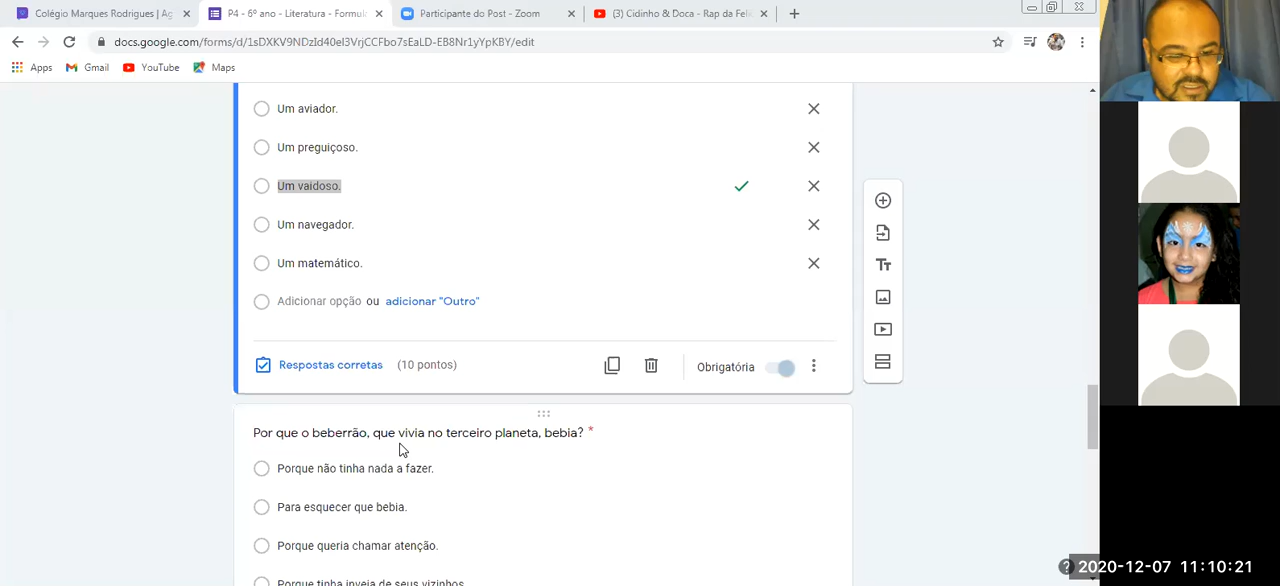 Colégio Marques Rodrigues | Ag
P4 - 6º ano - Literatura - Formul
Participante do Post - Zoom
(3) Cidinho & Doca - Rap da Feli
docs.google.com/forms/d/1sDXKV9NDzId40el3VrjCCFbo7sEaLD-EB8Nr1yYpKBY/edit
Apps
Gmail
YouTube
Maps
Um aviador.
Um preguiçoso.
Um vaidoso.
Um navegador.
Um matemático.
Adicionar opção ou adicionar "Outro"
Respostas corretas (10 pontos)
Obrigatória
Por que o beberrão, que vivia no terceiro planeta, bebia? *
Porque não tinha nada a fazer.
Para esquecer que bebia.
Porque queria chamar atenção.
Porque tinha inveja de seus vizinhos.
2020-12-07 11:10:21